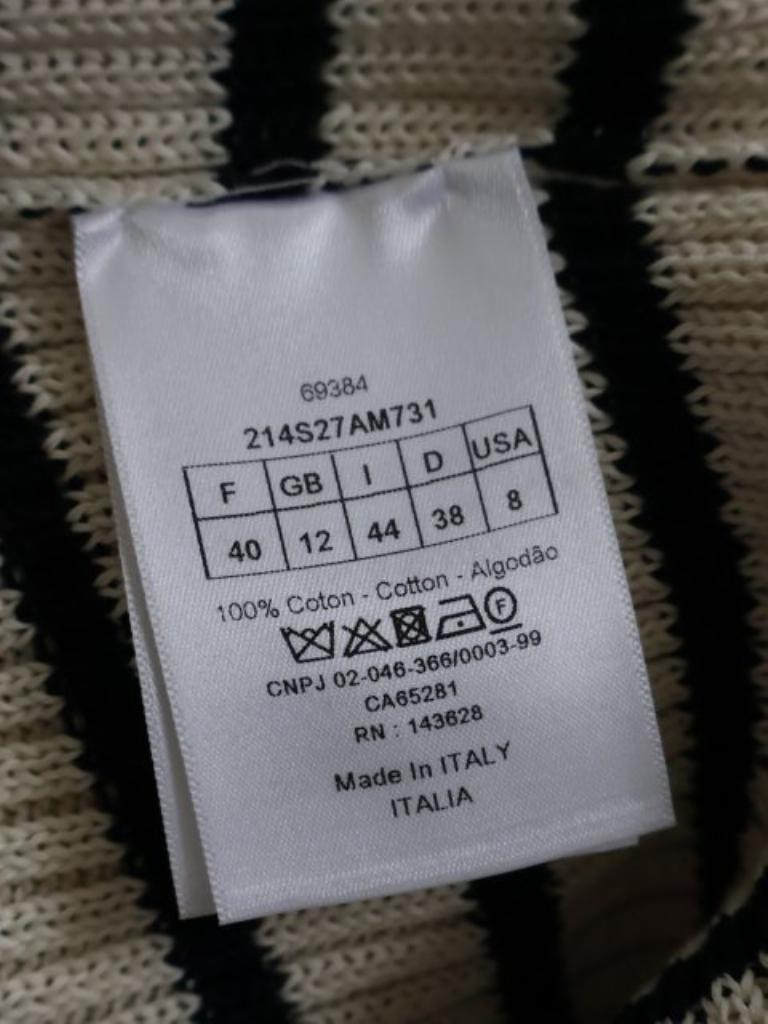 69384
214S27AM731
F GB I D USA
40 12 44 38 8
100% Coton - Cotton - Algodão
F
CNPJ 02-046-366/0003-99
CA65281
RN : 143628
Made In ITALY
ITALIA